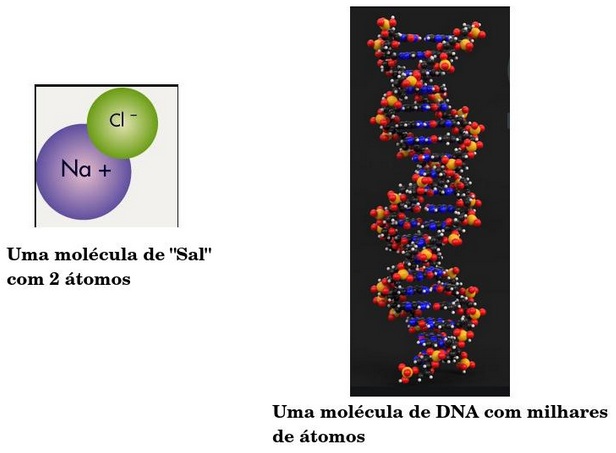 Cl -
Na +
Uma molécula de "Sal"
com 2 átomos
Uma molécula de DNA com milhares
de átomos